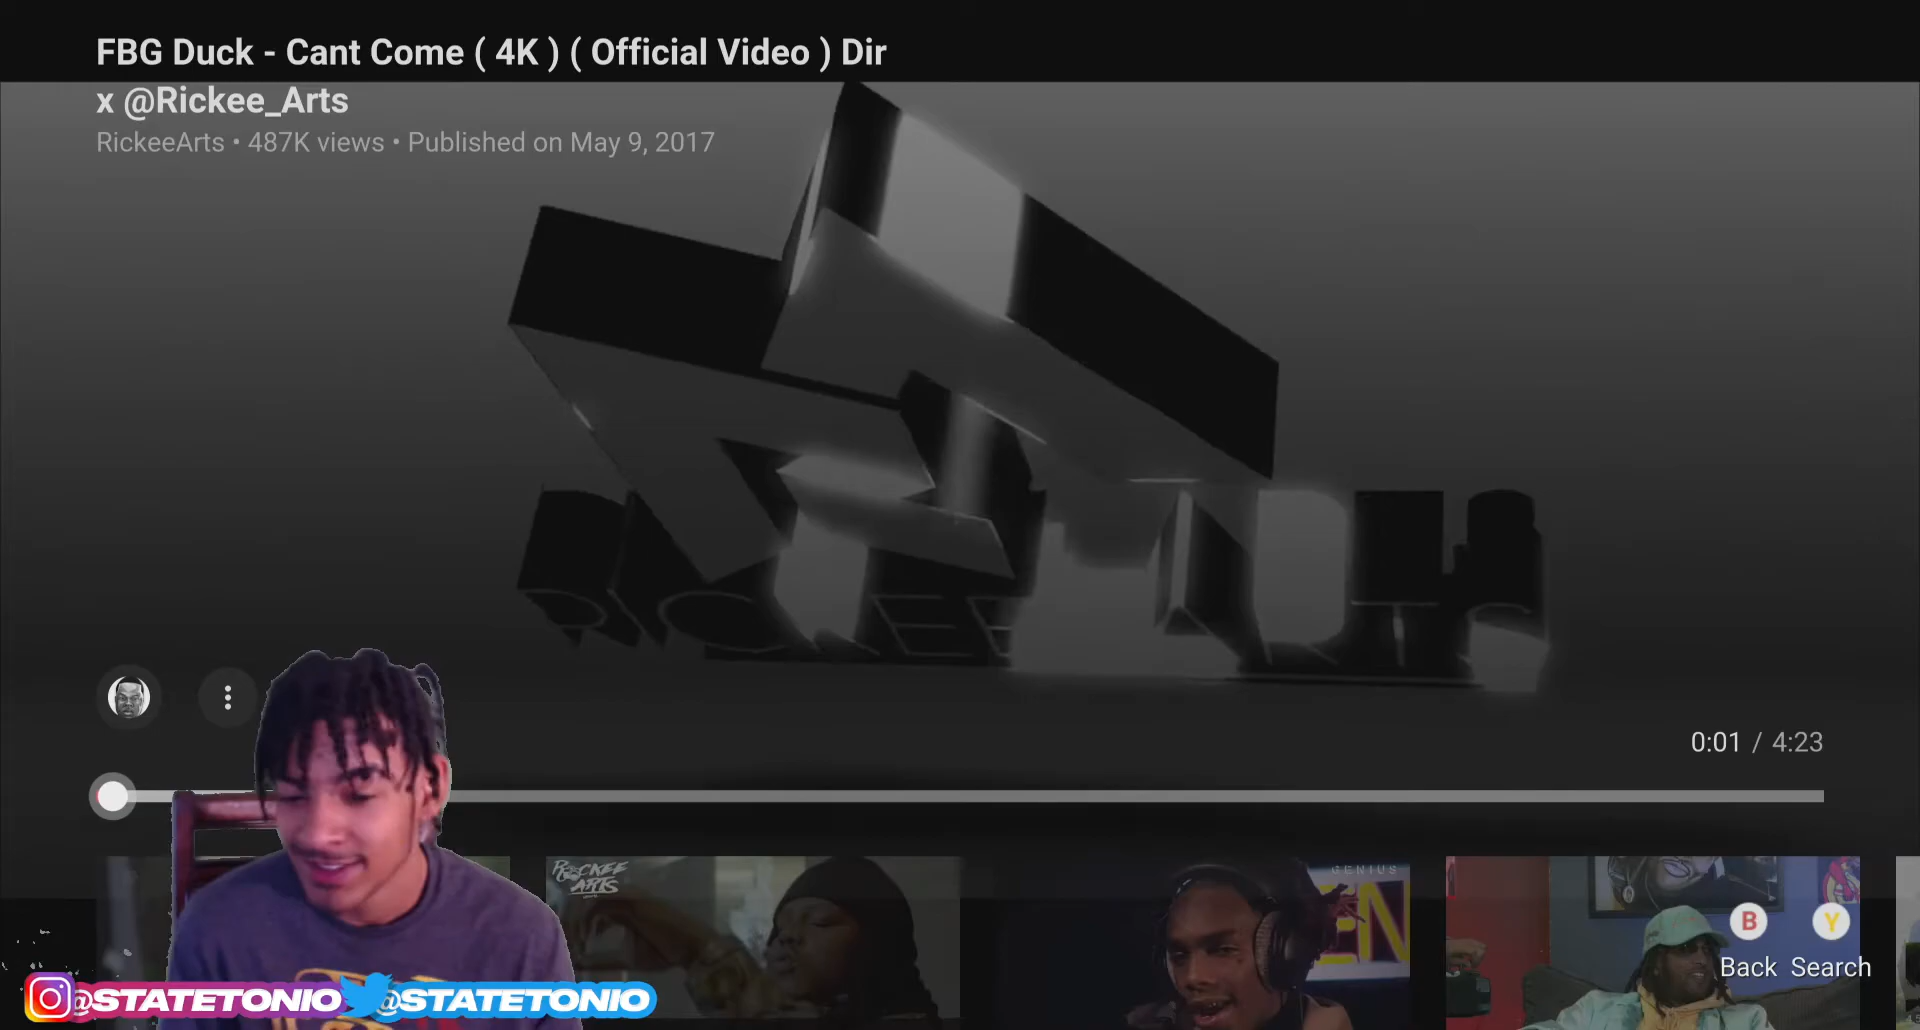 FBG Duck - Cant Come ( 4K ) ( Official Video ) Dir
x @Rickee_Arts
RickeeArts • 487K views • Published on May 9, 2017
0:01 / 4:23
GENIUS
B Y
Back Search
@STATETONIO @STATETONIO